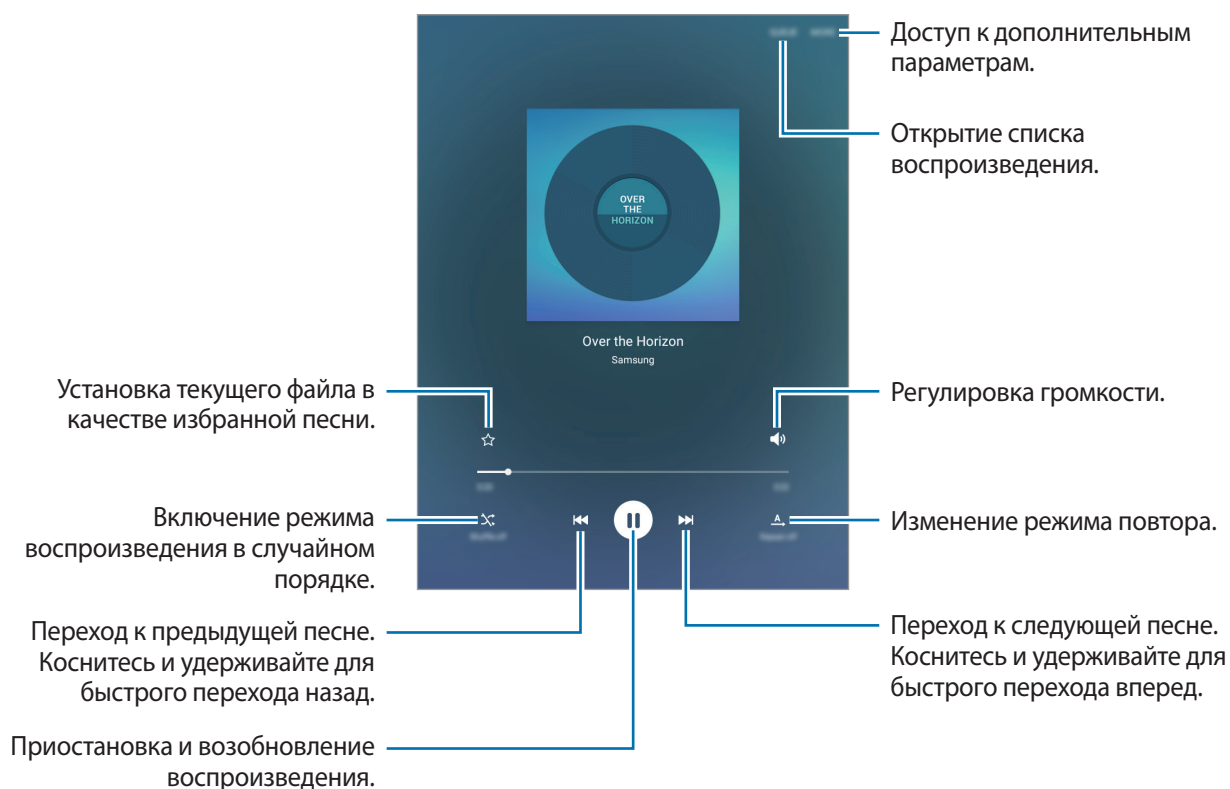 Доступ к дополнительным
параметрам.
Открытие списка
воспроизведения.
OVER
THE
HORIZON
Over the Horizon
Samsung
Установка текущего файла в
качестве избранной песни.
Регулировка громкости.
Включение режима
воспроизведения в случайном
порядке.
A
Изменение режима повтора.
Переход к предыдущей песне.
Коснитесь и удерживайте для
быстрого перехода назад.
Переход к следующей песне.
Коснитесь и удерживайте для
быстрого перехода вперед.
Приостановка и возобновление
воспроизведения.